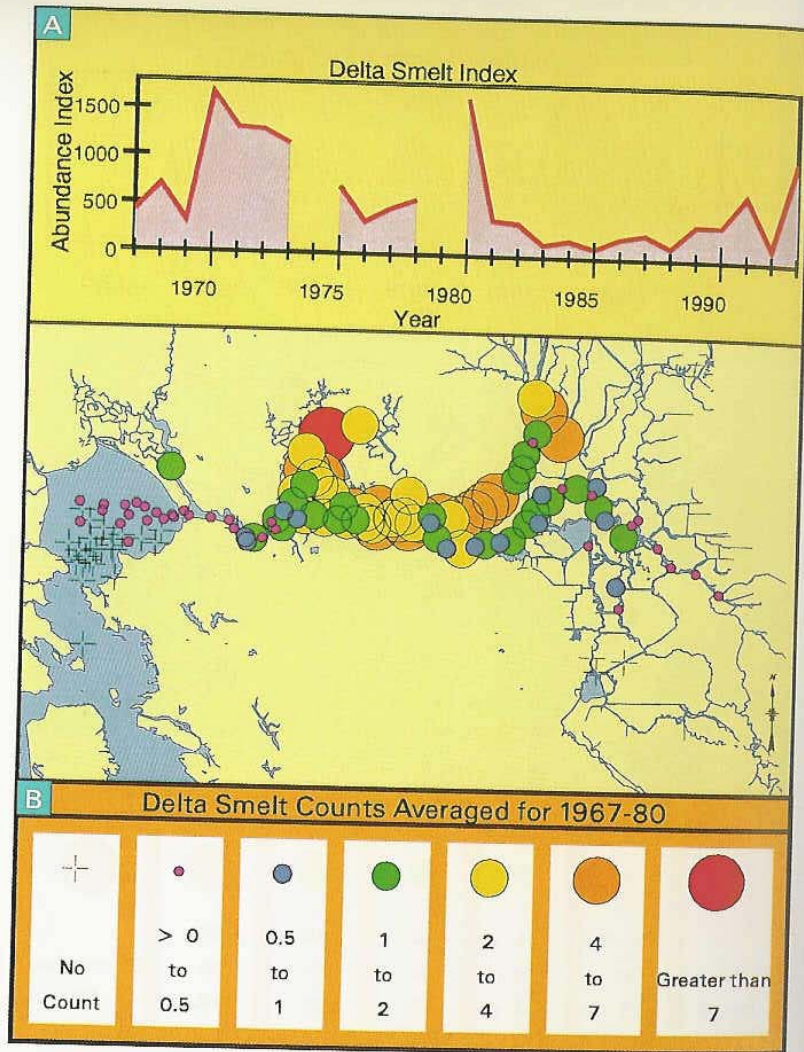 A
Delta Smelt Index
Abundance Index
1500
1000
500
0
1970 1975 1980 1985 1990
Year
N
B
Delta Smelt Counts Averaged for 1967-80
No
Count
> 0
to
0.5
0.5
to
1
1
to
2
2
to
4
4
to
7
Greater than
7